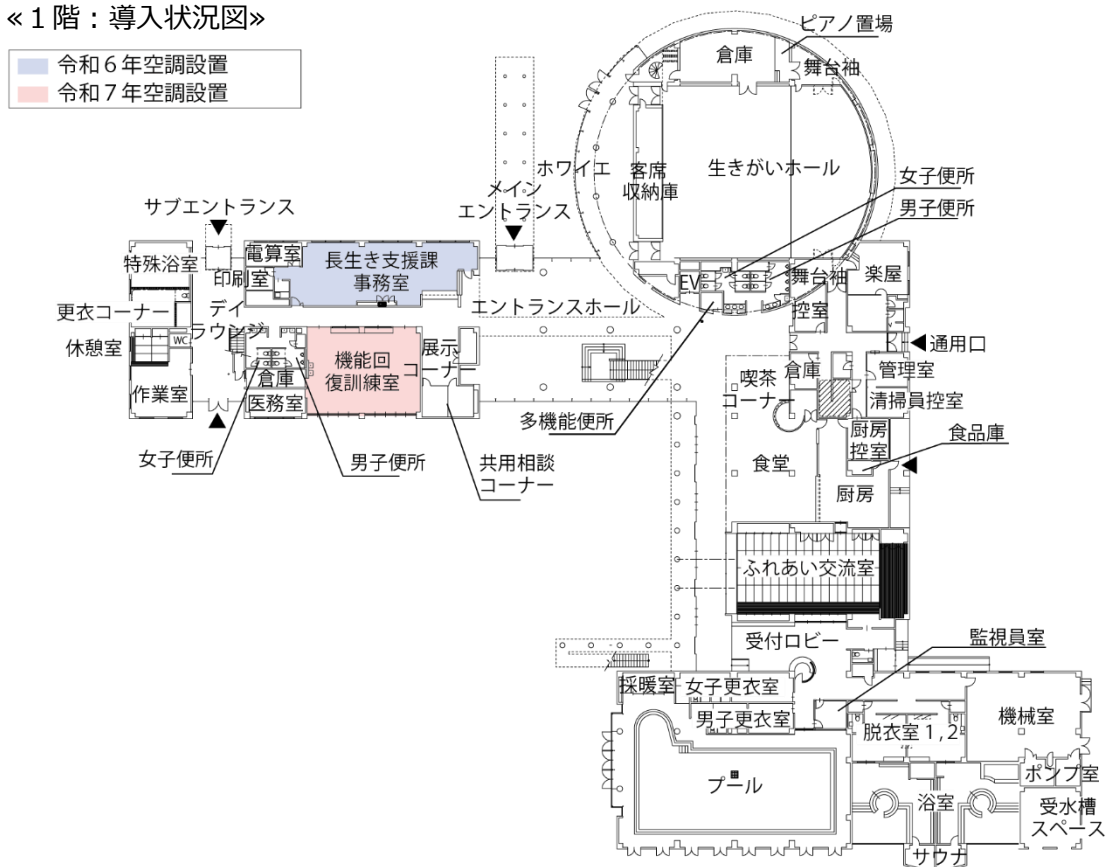 ≪１階：導入状況図≫
令和６年空調設置
令和７年空調設置
ピアノ置場
倉庫
舞台袖
ホワイエ
客席
収納庫
生きがいホール
女子便所
男子便所
メイン
エントランス
サブエントランス
特殊浴室
電算室
印刷室
長生き支援課
事務室
EV
舞台袖
楽屋
更衣コーナー
デイ
ラウンジ
エントランスホール
控室
休憩室
WC
機能回
復訓練室
展示
コーナー
通用口
倉庫
管理室
喫茶
コーナー
清掃員控室
作業室
倉庫
医務室
多機能便所
厨房
控室
食品庫
女子便所
男子便所
共用相談
コーナー
食堂
厨房
ふれあい交流室
受付ロビー
監視員室
採暖室
女子更衣室
男子更衣室
脱衣室１,２
機械室
プール
ポンプ室
浴室
受水槽
スペース
サウナ